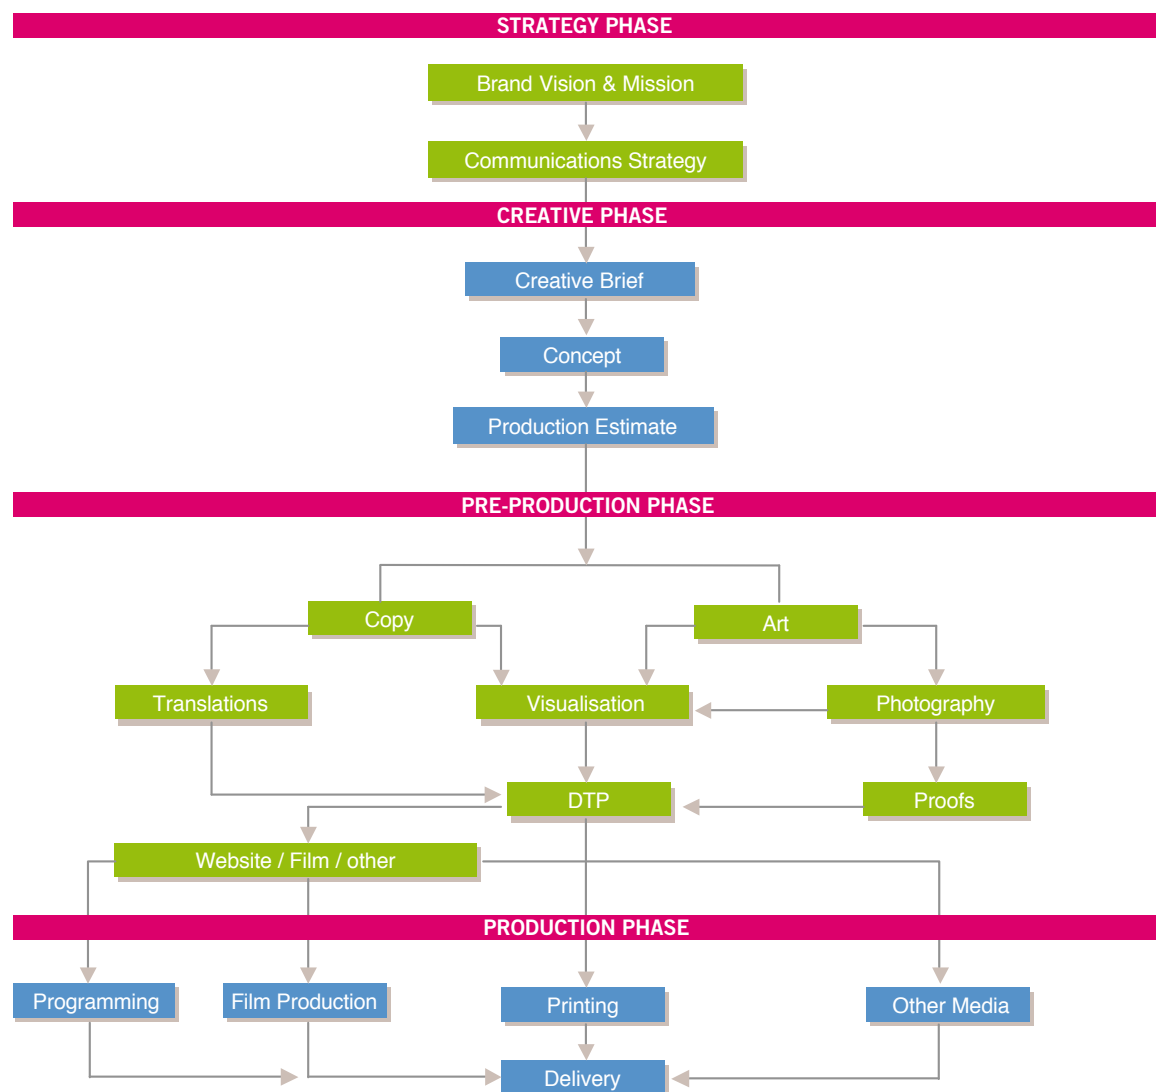 STRATEGY PHASE
Brand Vision & Mission
Communications Strategy
CREATIVE PHASE
Creative Brief
Concept
Production Estimate
PRE-PRODUCTION PHASE
Copy
Art
Translations
Visualisation
Photography
DTP
Proofs
Website / Film / other
PRODUCTION PHASE
Programming
Film Production
Printing
Other Media
Delivery